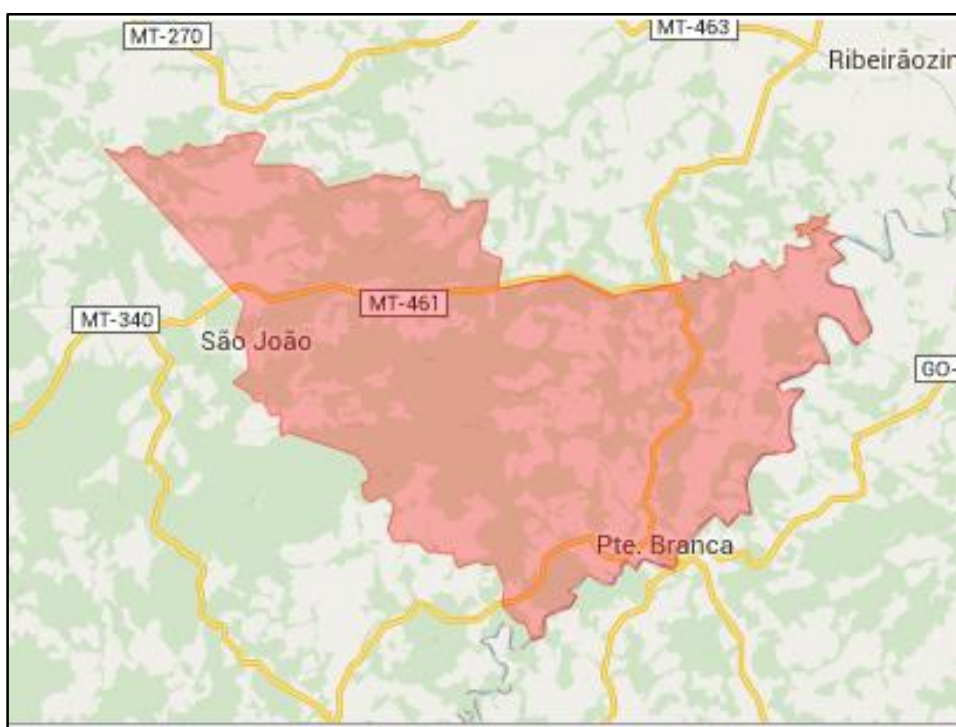 MT-270
MT-463
Ribeirãozin
MT-461
MT-340
São João
GO-
Pte. Branca